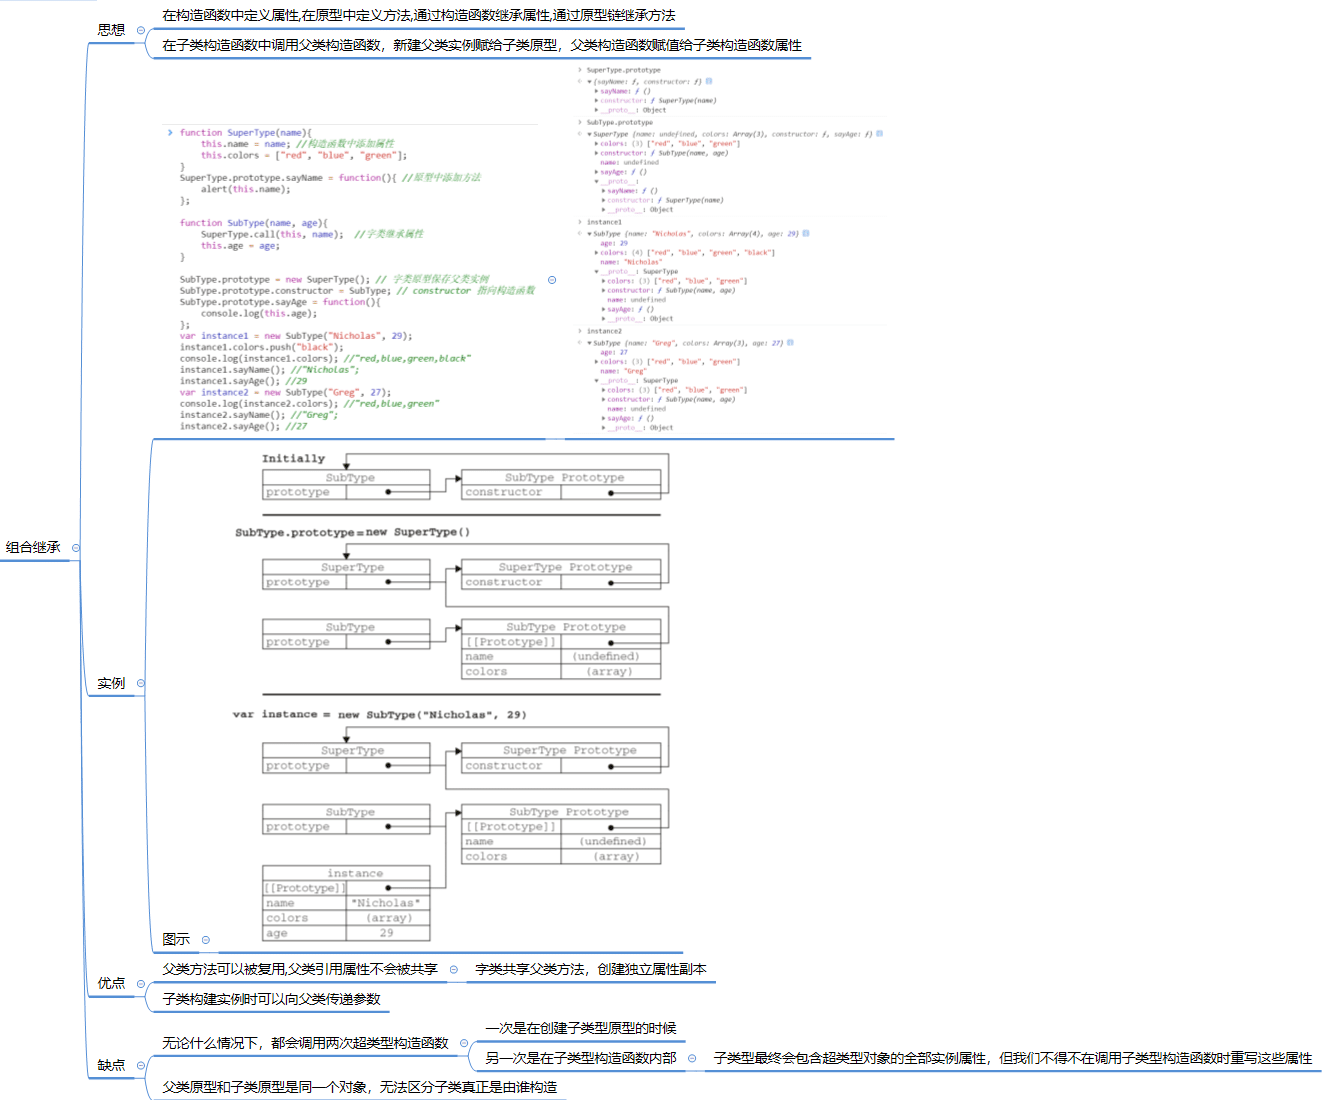 组合继承
思想
在构造函数中定义属性,在原型中定义方法,通过构造函数继承属性,通过原型链继承方法
在子类构造函数中调用父类构造函数，新建父类实例赋给子类原型，父类构造函数赋值给子类构造函数属性
实例
function SuperType(name){
this.name = name; //构造函数中添加属性
this.colors = ["red", "blue", "green"];
}
SuperType.prototype.sayName = function(){ //原型中添加方法
alert(this.name);
};
function SubType(name, age){
SuperType.call(this, name);  //字类继承属性
this.age = age;
}
SubType.prototype = new SuperType(); // 字类原型保存父类实例
SubType.prototype.constructor = SubType; // constructor 指向构造函数
SubType.prototype.sayAge = function(){
console.log(this.age);
};
var instance1 = new SubType("Nicholas", 29);
instance1.colors.push("black");
console.log(instance1.colors); //"red,blue,green,black"
instance1.sayName(); //"Nicholas";
instance1.sayAge(); //29
var instance2 = new SubType("Greg", 27);
console.log(instance2.colors); //"red,blue,green"
instance2.sayName(); //"Greg";
instance2.sayAge(); //27
SuperType.prototype
{sayName: ƒ, constructor: ƒ}
sayName: ƒ ()
constructor: ƒ SuperType(name)
__proto__: Object
SubType.prototype
SuperType {name: undefined, colors: Array(3), constructor: ƒ, sayAge: ƒ}
colors: (3) ["red", "blue", "green"]
constructor: ƒ SubType(name, age)
name: undefined
sayAge: ƒ ()
__proto__:
sayName: ƒ ()
constructor: ƒ SuperType(name)
__proto__: Object
instance1
SubType {name: "Nicholas", colors: Array(4), age: 29}
age: 29
colors: (4) ["red", "blue", "green", "black"]
name: "Nicholas"
__proto__: SuperType
colors: (3) ["red", "blue", "green"]
constructor: ƒ SubType(name, age)
name: undefined
sayAge: ƒ ()
__proto__: Object
instance2
SubType {name: "Greg", colors: Array(3), age: 27}
age: 27
colors: (3) ["red", "blue", "green"]
name: "Greg"
__proto__: SuperType
colors: (3) ["red", "blue", "green"]
constructor: ƒ SubType(name, age)
name: undefined
sayAge: ƒ ()
__proto__: Object
图示
Initially
SubType
prototype
SubType Prototype
constructor
SubType.prototype=new SuperType()
SuperType
prototype
SuperType Prototype
constructor
SubType
prototype
SubType Prototype
[[Prototype]]
name (undefined)
colors (array)
var instance = new SubType("Nicholas", 29)
SuperType
prototype
SuperType Prototype
constructor
SubType
prototype
SubType Prototype
[[Prototype]]
name (undefined)
colors (array)
instance
[[Prototype]]
name "Nicholas"
colors (array)
age 29
优点
父类方法可以被复用,父类引用属性不会被共享
字类共享父类方法，创建独立属性副本
子类构建实例时可以向父类传递参数
缺点
无论什么情况下，都会调用两次超类型构造函数
一次是在创建子类型原型的时候
另一次是在子类型构造函数内部
子类型最终会包含超类型对象的全部实例属性，但我们不得不在调用子类型构造函数时重写这些属性
父类原型和子类原型是同一个对象，无法区分子类真正是由谁构造